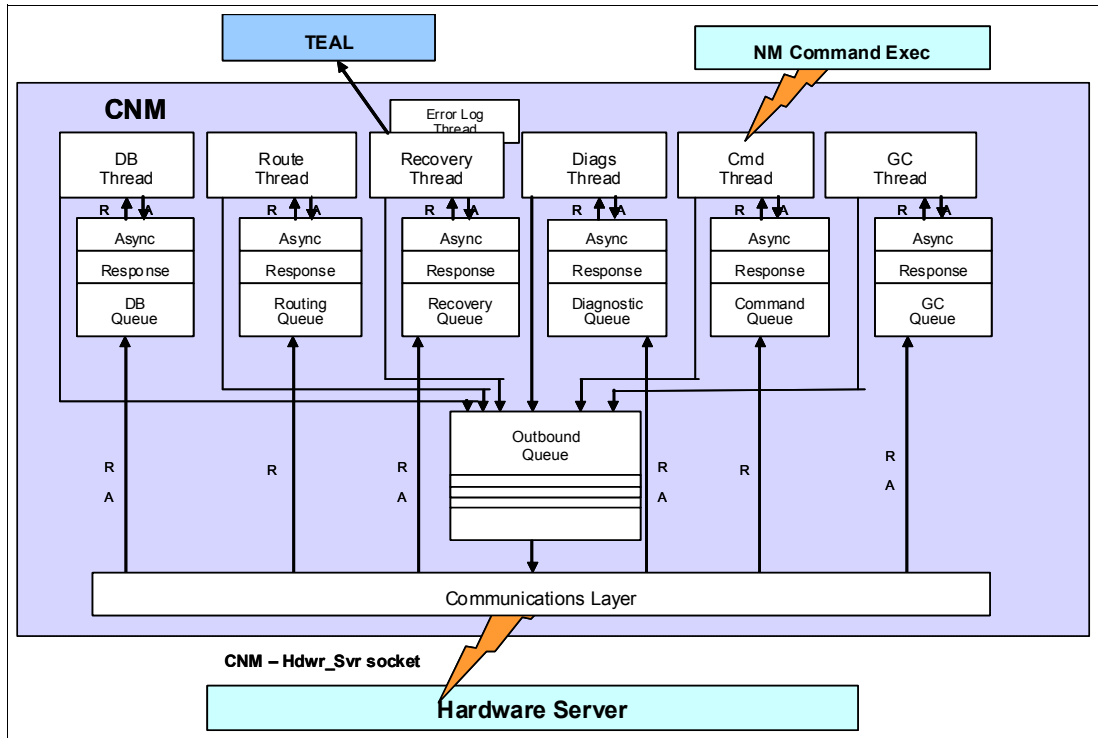 TEAL
NM Command Exec
CNM
Error Log
Thread
DB
Thread
Route
Thread
Recovery
Thread
Diags
Thread
Cmd
Thread
GC
Thread
R A
R A
R A
R A
R A
R A
Async
Async
Async
Async
Async
Async
Response
Response
Response
Response
Response
Response
DB
Queue
Routing
Queue
Recovery
Queue
Diagnostic
Queue
Command
Queue
GC
Queue
Outbound
Queue
R
A
R
R
A
R
A
R
R
A
Communications Layer
CNM – Hdwr_Svr socket
Hardware Server